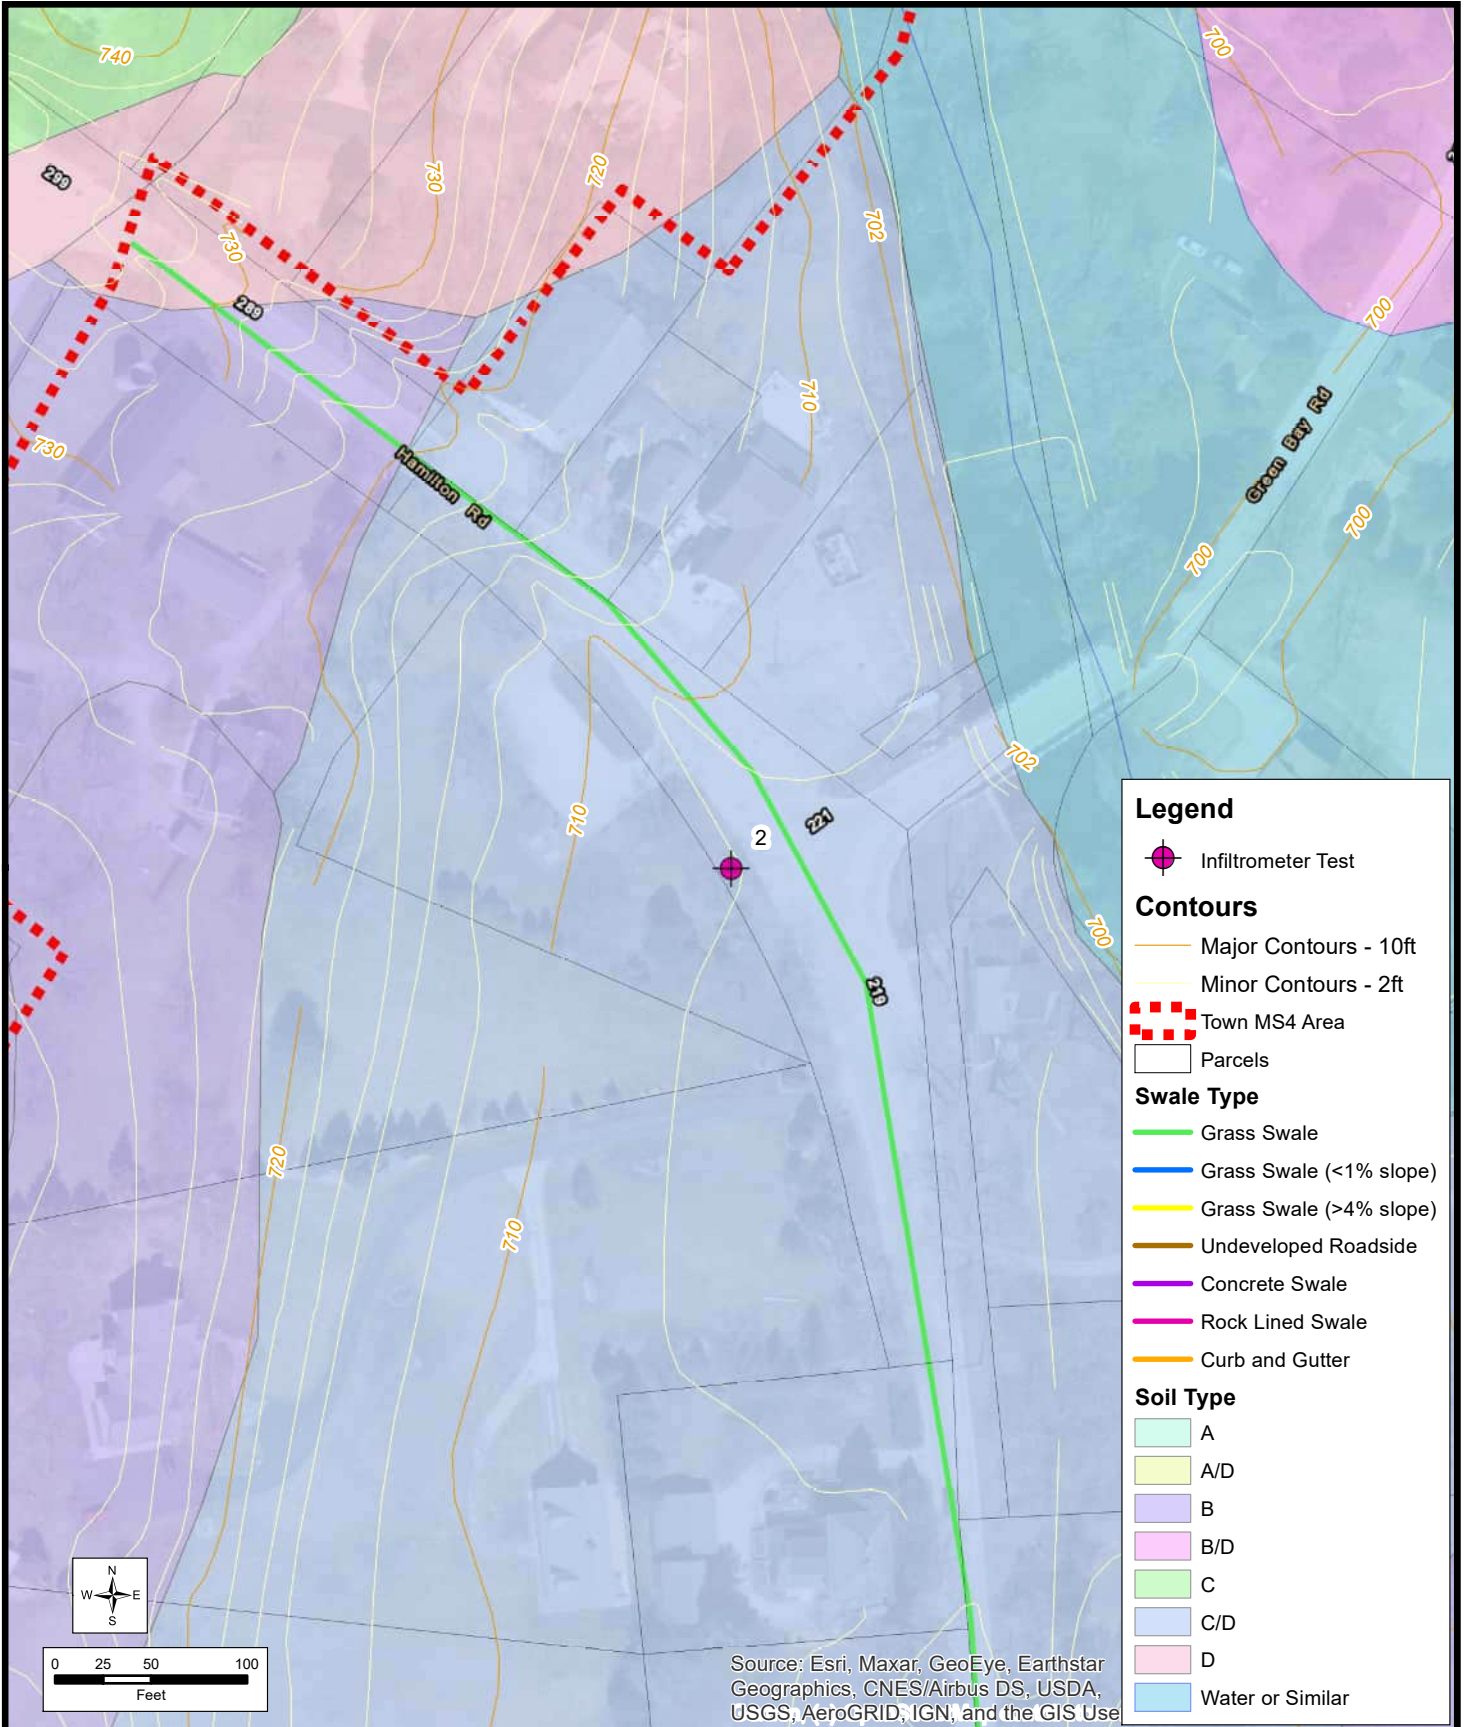 740
700
299
730
720
702
730
289
700
730
710
Green Bay Rd
Hamilton Rd
700
700
702
710
221
2
700
219
720
710
Legend
Infiltrometer Test
Contours
Major Contours - 10ft
Minor Contours - 2ft
Town MS4 Area
Parcels
Swale Type
Grass Swale
Grass Swale (<1% slope)
Grass Swale (>4% slope)
Undeveloped Roadside
Concrete Swale
Rock Lined Swale
Curb and Gutter
Soil Type
A
A/D
B
B/D
C
C/D
D
Water or Similar
N
W E
S
0 25 50 100
Feet
Source: Esri, Maxar, GeoEye, Earthstar
Geographics, CNES/Airbus DS, USDA,
USGS, AeroGRID, IGN, and the GIS Use